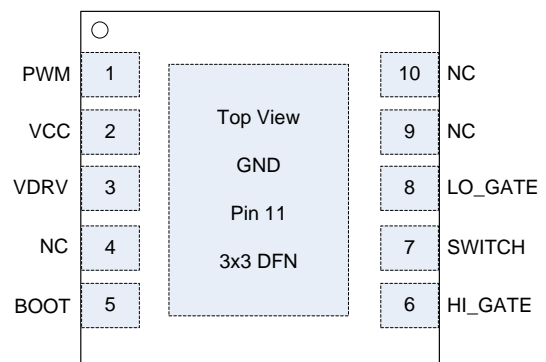 PWM 1 10 NC
VCC 2 Top View 9 NC
GND
VDRV 3 8 LO_GATE
Pin 11
NC 4 7 SWITCH
3x3 DFN
BOOT 5 6 HI_GATE